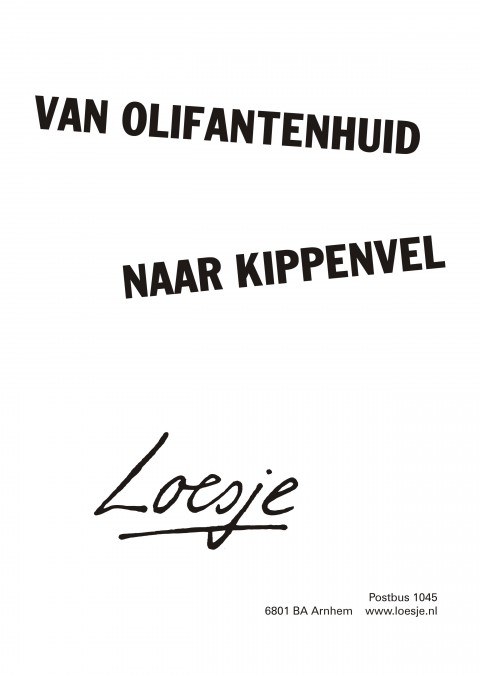 VAN OLIFANTENHUID
NAAR KIPPENVEL
Loesje
Postbus 1045
6801 BA Arnhem www.loesje.nl